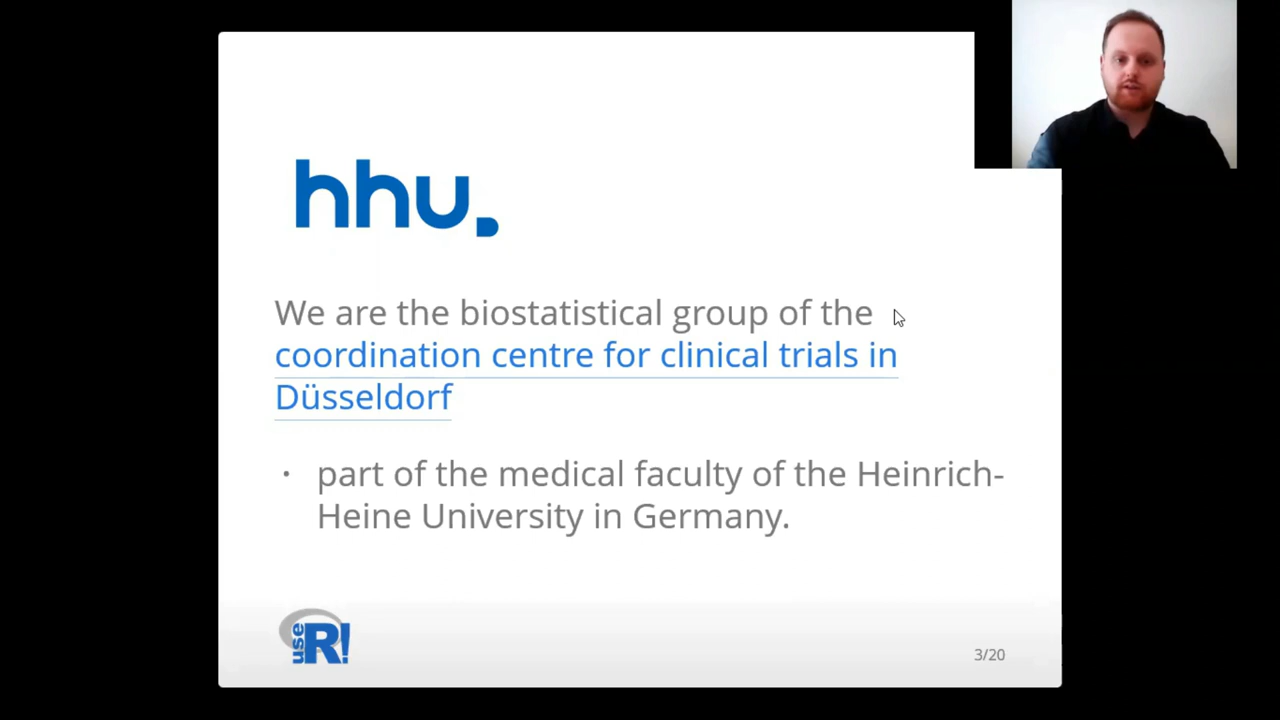 hhu.
We are the biostatistical group of the
coordination centre for clinical trials in
Düsseldorf
· part of the medical faculty of the Heinrich-
Heine University in Germany.
use
R!
3/20